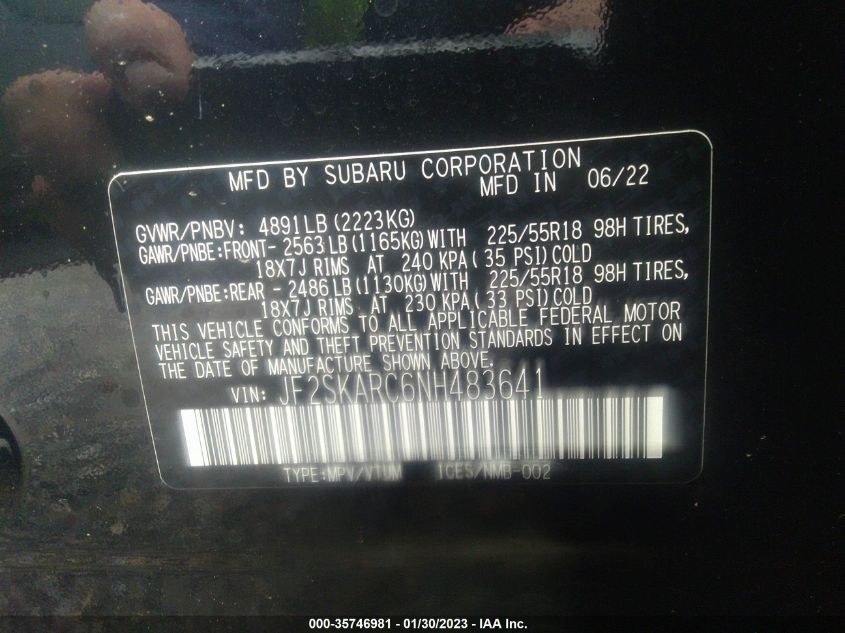 MFD BY SUBARU CORPORATION
MFD IN 06/22
GVWR/PNBV: 4891LB(2223KG)
GAWR/PNBE:FRONT- 2563LB(1165KG)WITH 225/55R18 98H TIRES,
18X7J RIMS AT 240 KPA( 35 PSI)COLD
GAWR/PNBE:REAR - 2486LB(1130KG)WITH 225/55R18 98H TIRES,
18X7J RIMS AT 230 KPA( 33 PSI)COLD
THIS VEHICLE CONFORMS TO ALL APPLICABLE FEDERAL MOTOR
VEHICLE SAFETY AND THEFT PREVENTION STANDARDS IN EFFECT ON
THE DATE OF MANUFACTURE SHOWN ABOVE.
VIN: JF2SKARC6NH483641
TYPE:MPV/VTUM ICES/NMB-002
000-35746981 - 01/30/2023 - IAA Inc.